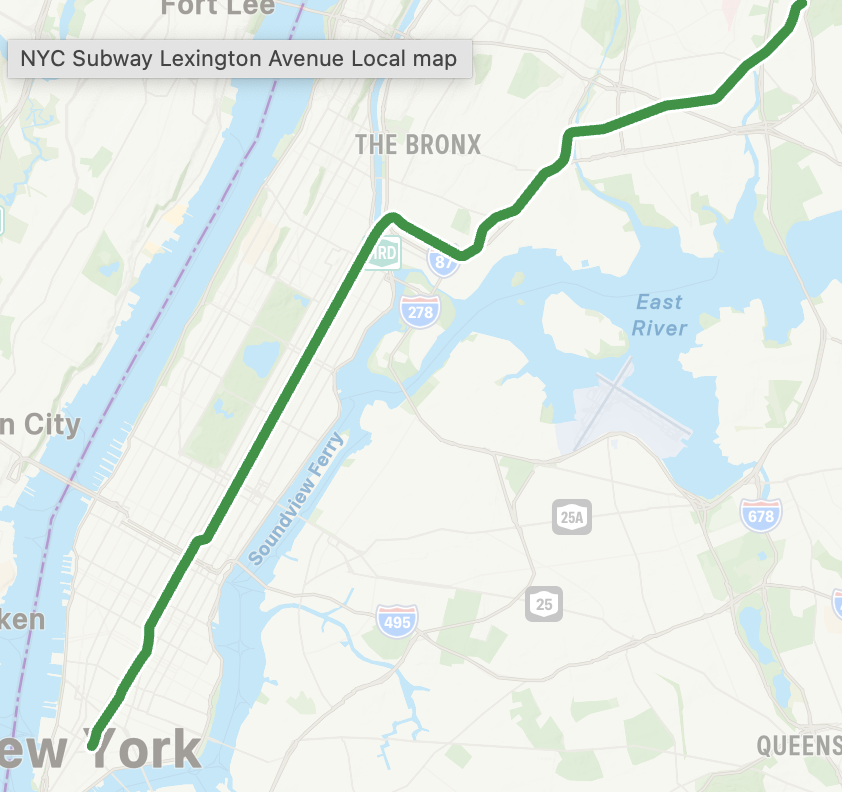 Fort Lee
NYC Subway Lexington Avenue Local map
THE BRONX
87
278
East
River
n City
Soundview Ferry
678
25A
25
495
ken
ew York
QUEENS